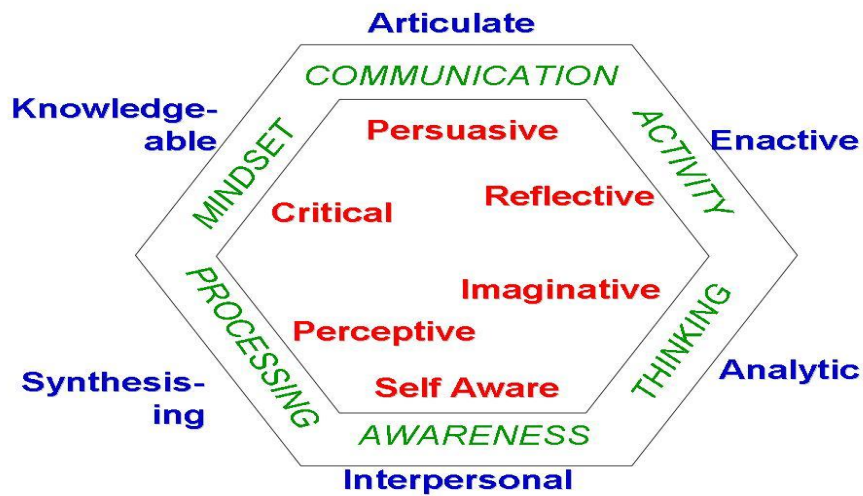 Articulate
COMMUNICATION
Knowledge-
able
MINDSET
Persuasive
ACTIVITY
Enactive
Critical
Reflective
Imaginative
PROCESSING
Perceptive
THINKING
Synthesis-
ing
Self Aware
Analytic
AWARENESS
Interpersonal